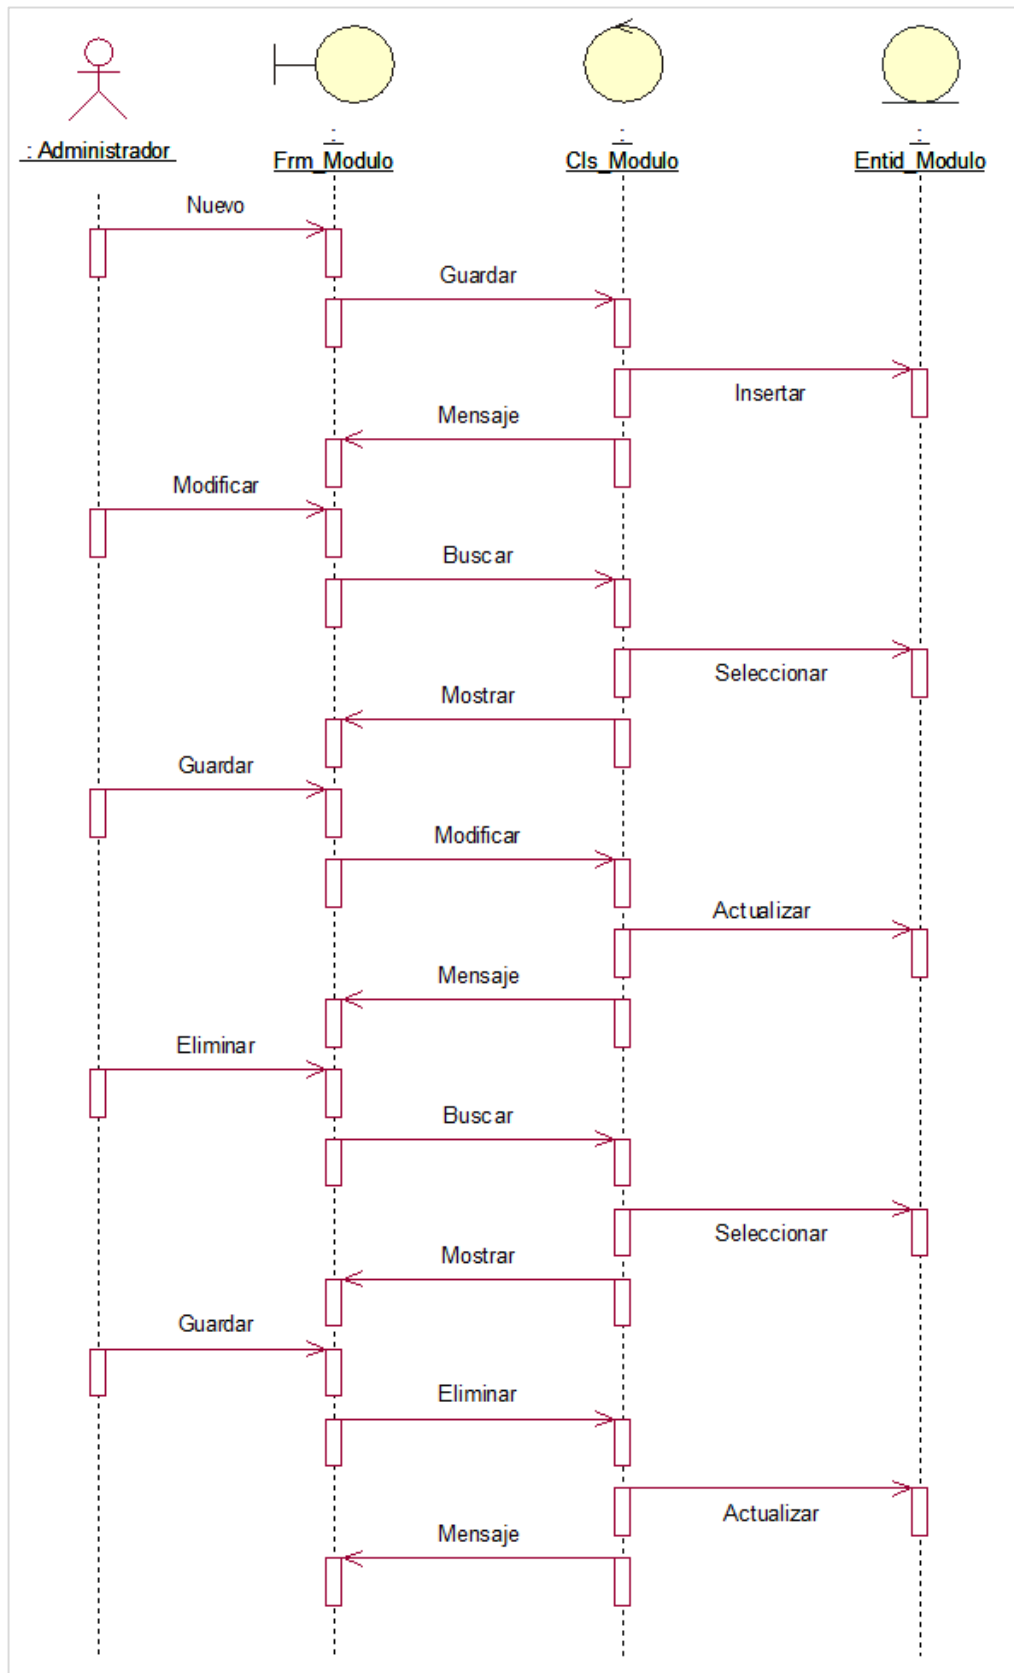 : Administrador
:
Frm_Modulo
:
Cls_Modulo
:
Entid_Modulo
Nuevo
Guardar
Insertar
Mensaje
Modificar
Buscar
Seleccionar
Mostrar
Guardar
Modificar
Actualizar
Mensaje
Eliminar
Buscar
Seleccionar
Mostrar
Guardar
Eliminar
Actualizar
Mensaje